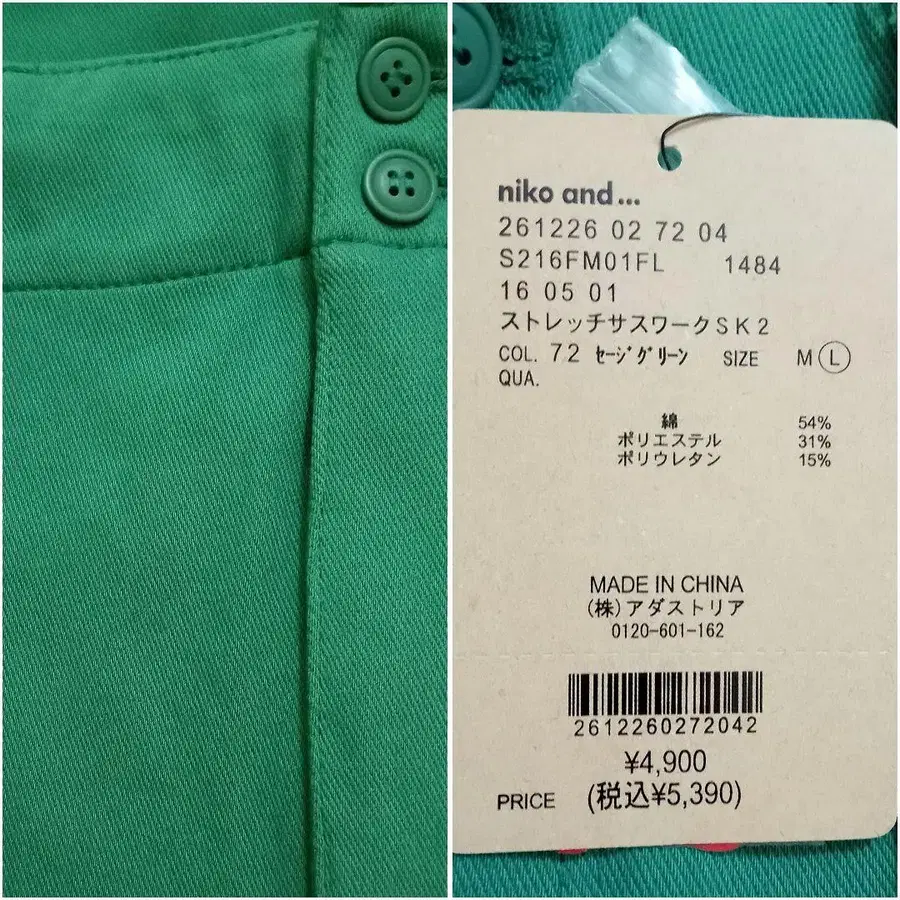 niko and...
261226 02 72 04
S216FM01FL 1484
16 05 01
ストレッチサスワークSK2
COL. 72 ｾｰｼﾞｸﾞﾘｰﾝ SIZE M L
QUA.
綿 54%
ポリエステル 31%
ポリウレタン 15%
MADE IN CHINA
(株)アダストリア
0120-601-162
2612260272042
¥4,900
PRICE (税込¥5,390)